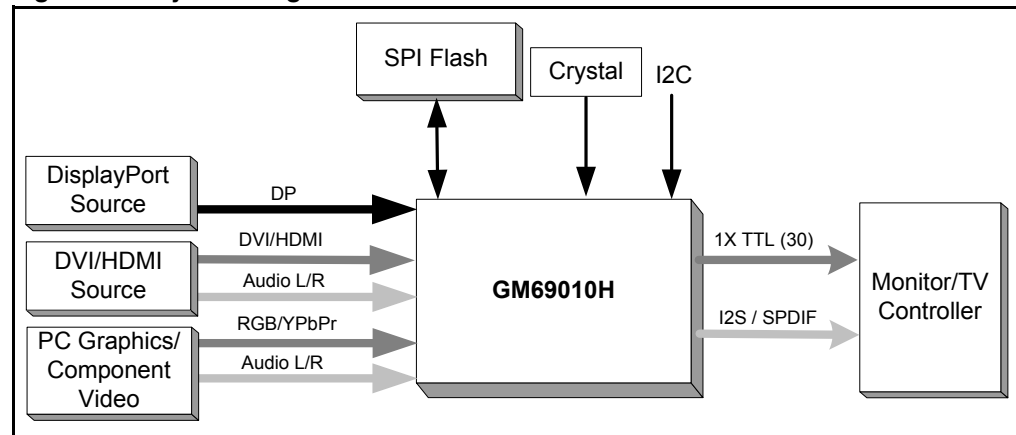 SPI Flash
Crystal
I2C
DisplayPort
Source
DP
DVI/HDMI
Source
DVI/HDMI
Audio L/R
PC Graphics/
Component
Video
RGB/YPbPr
Audio L/R
GM69010H
1X TTL (30)
I2S / SPDIF
Monitor/TV
Controller